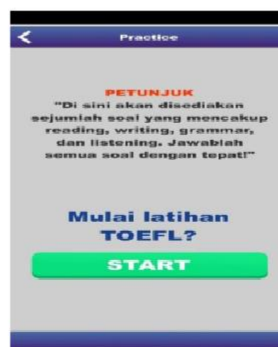 Practice
PETUNJUK
"Di sini akan disediakan
sejumlah soal yang mencakup
reading, writing, grammar,
dan listening. Jawablah
semua soal dengan tepat!"
Mulai latihan
TOEFL?
START